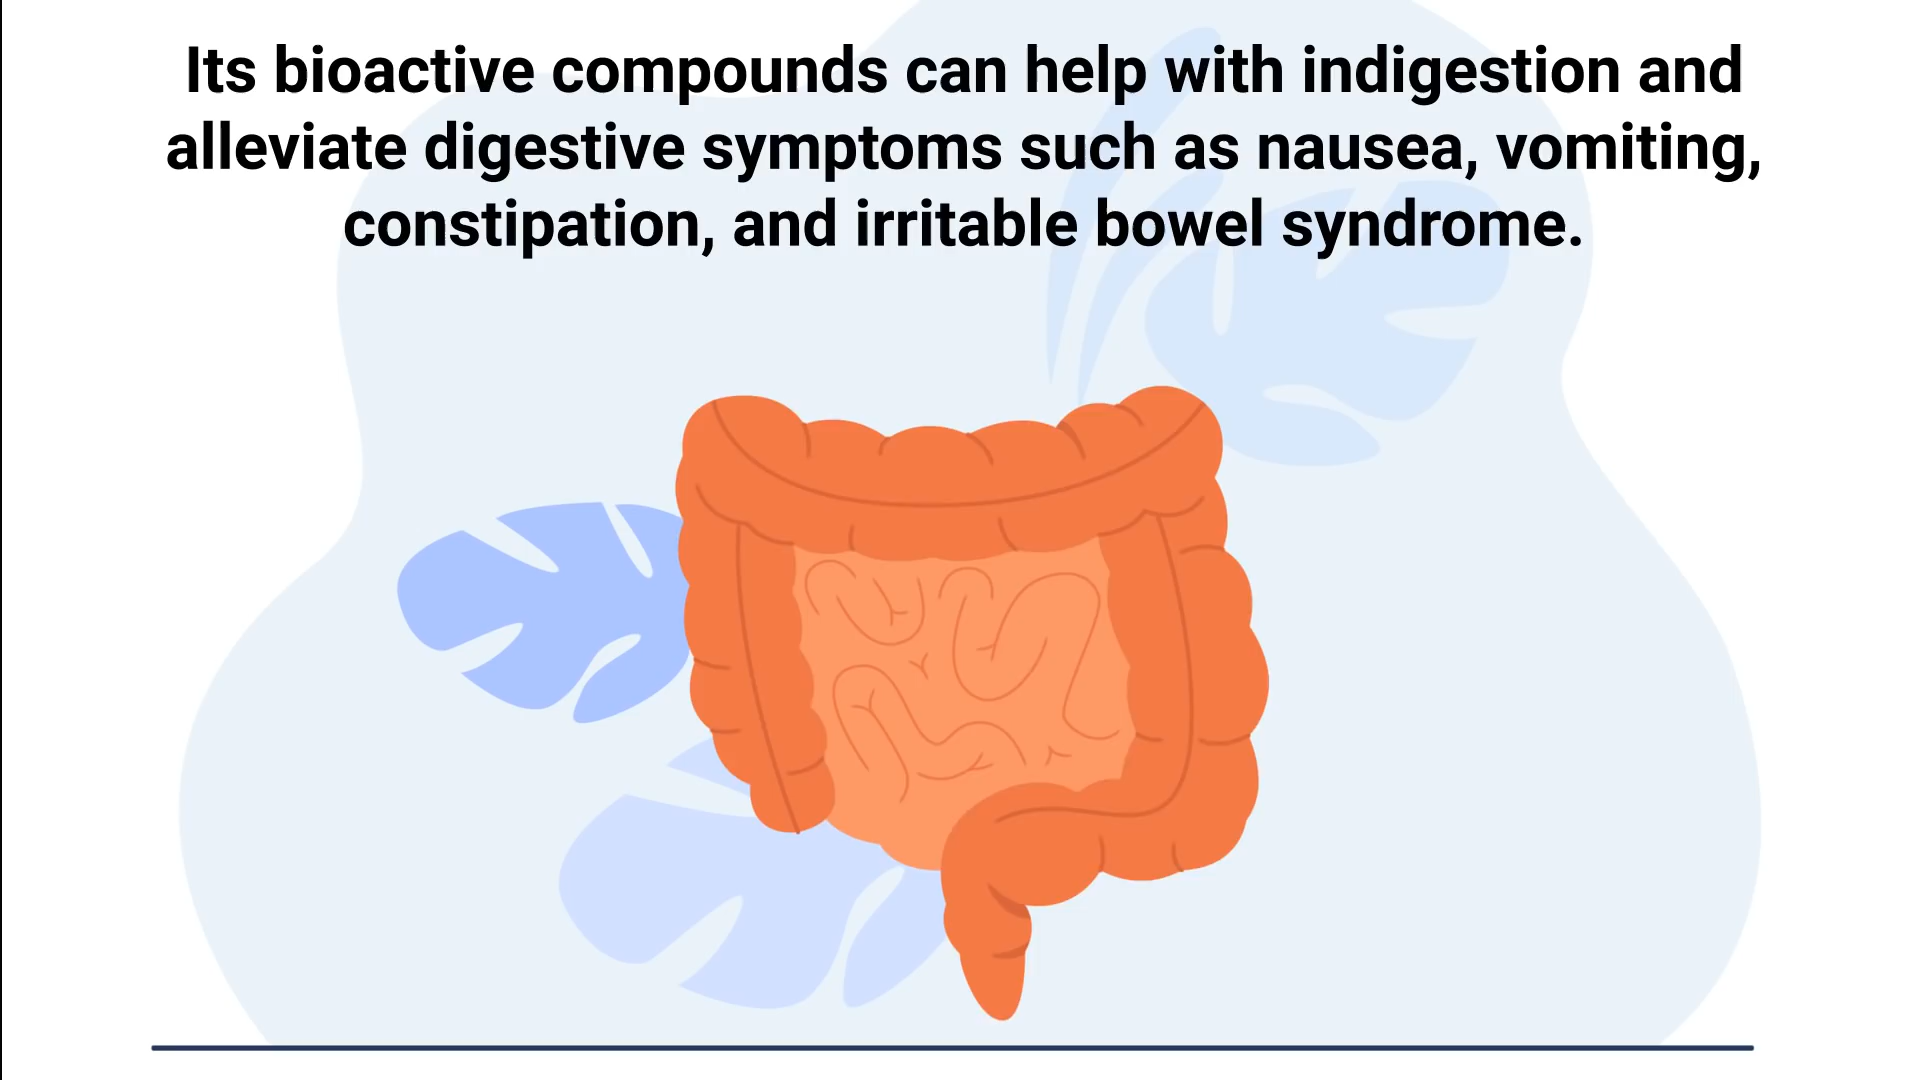 Its bioactive compounds can help with indigestion and
alleviate digestive symptoms such as nausea, vomiting,
constipation, and irritable bowel syndrome.